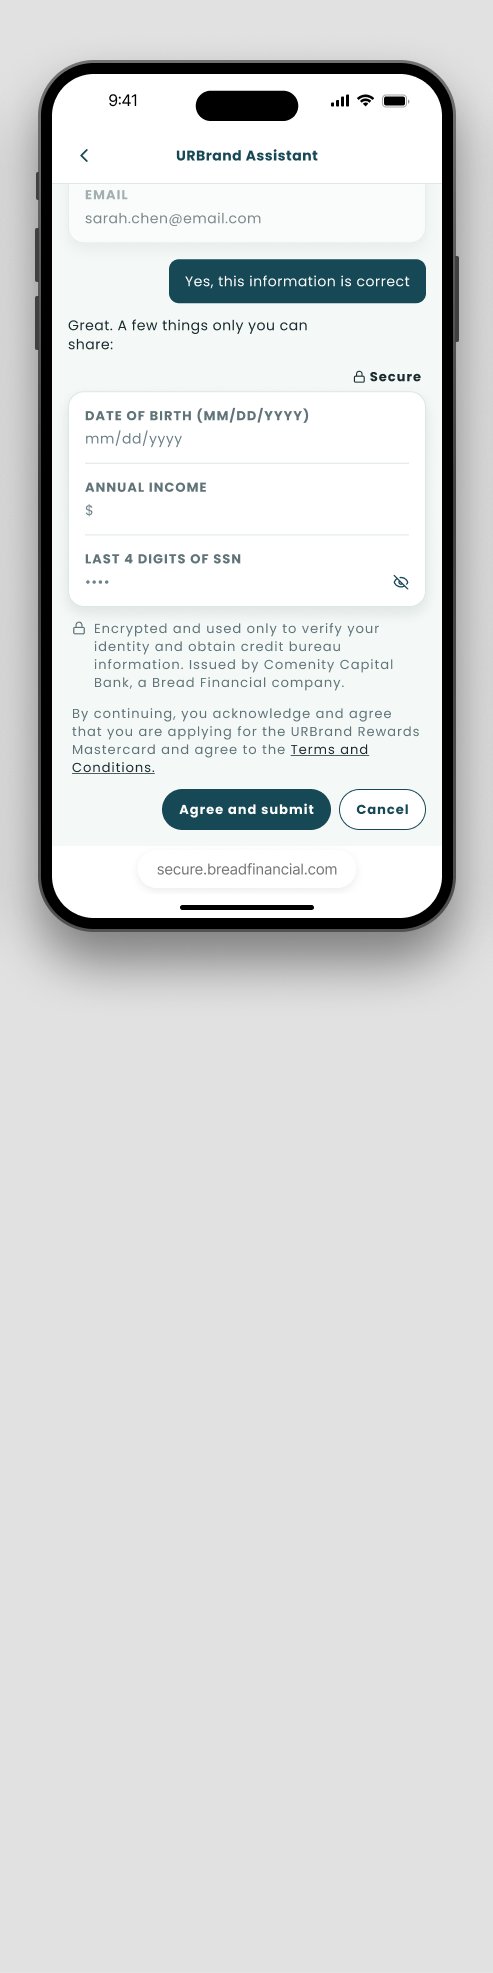 9:41
URBrand Assistant
EMAIL
sarah.chen@email.com
Yes, this information is correct
Great. A few things only you can
share:
Secure
DATE OF BIRTH (MM/DD/YYYY)
mm/dd/yyyy
ANNUAL INCOME
$
LAST 4 DIGITS OF SSN
••••
Encrypted and used only to verify your
identity and obtain credit bureau
information. Issued by Comenity Capital
Bank, a Bread Financial company.
By continuing, you acknowledge and agree
that you are applying for the URBrand Rewards
Mastercard and agree to the Terms and
Conditions.
Agree and submit Cancel
secure.breadfinancial.com